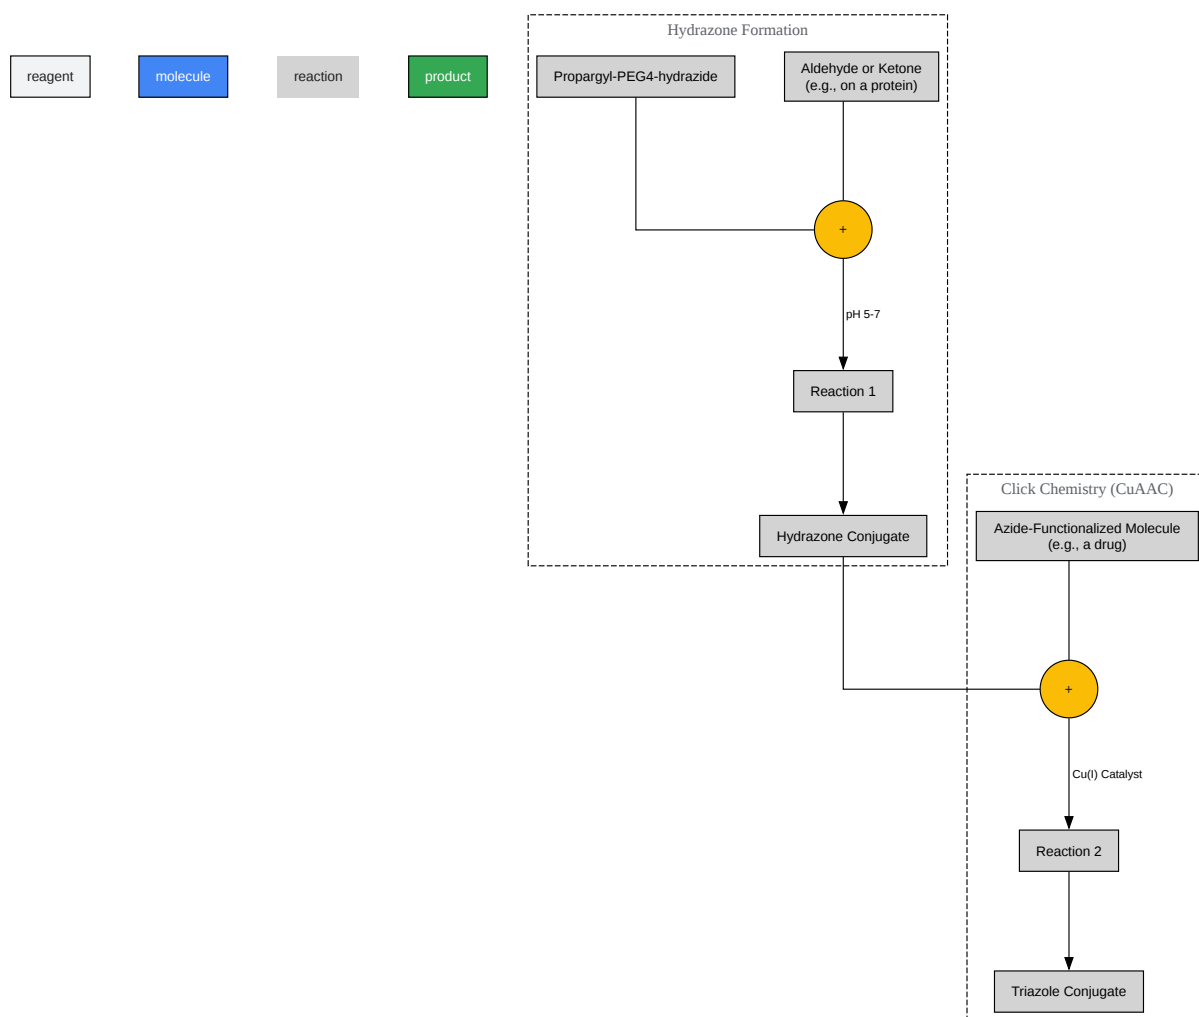 Hydrazone Formation
reagent
molecule
reaction
product
Propargyl-PEG4-hydrazide
Aldehyde or Ketone
(e.g., on a protein)
+
pH 5-7
Reaction 1
Hydrazone Conjugate
Click Chemistry (CuAAC)
Azide-Functionalized Molecule
(e.g., a drug)
+
Cu(I) Catalyst
Reaction 2
Triazole Conjugate